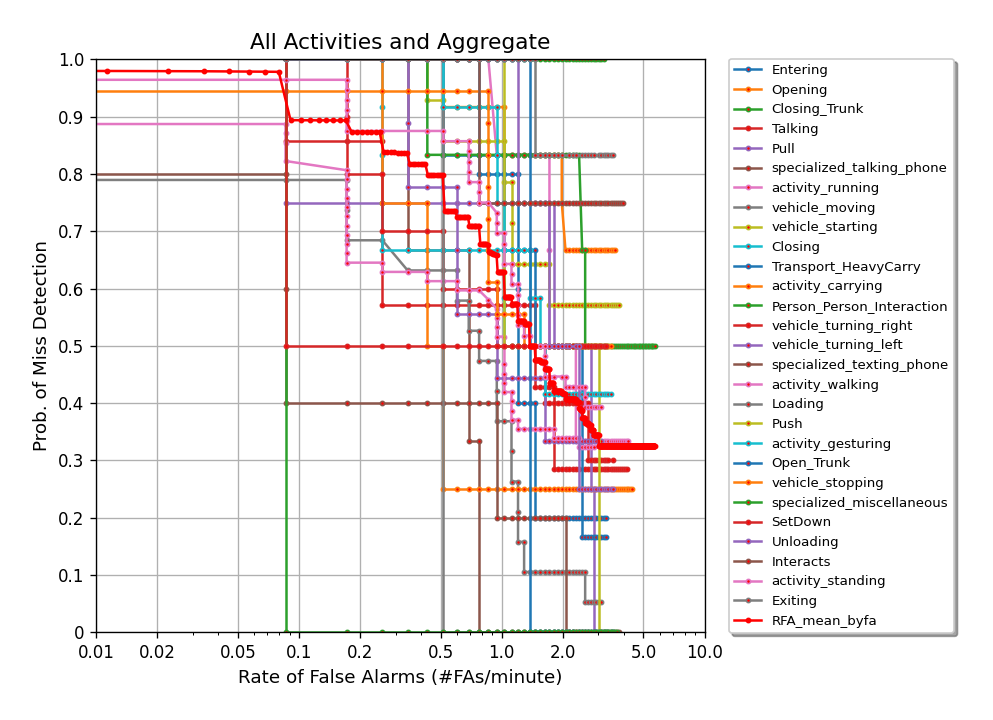 All Activities and Aggregate
1.0
0.9
0.8
0.7
0.6
0.5
0.4
0.3
0.2
0.1
0
Prob. of Miss Detection
0.01 0.02 0.05 0.1 0.2 0.5 1.0 2.0 5.0 10.0
Rate of False Alarms (#FAs/minute)
Entering
Opening
Closing_Trunk
Talking
Pull
specialized_talking_phone
activity_running
vehicle_moving
vehicle_starting
Closing
Transport_HeavyCarry
activity_carrying
Person_Person_Interaction
vehicle_turning_right
vehicle_turning_left
specialized_texting_phone
activity_walking
Loading
Push
activity_gesturing
Open_Trunk
vehicle_stopping
specialized_miscellaneous
SetDown
Unloading
Interacts
activity_standing
Exiting
RFA_mean_byfa